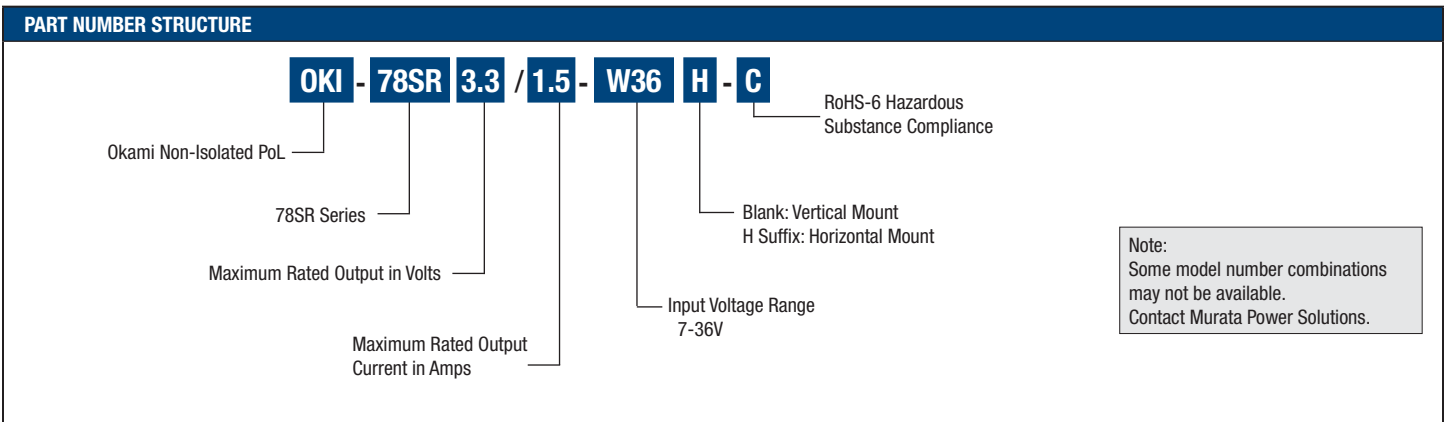 PART NUMBER STRUCTURE
OKI - 78SR 3.3 / 1.5 - W36 H - C
RoHS-6 Hazardous
Substance Compliance
Okami Non-Isolated PoL
78SR Series
Blank: Vertical Mount
H Suffix: Horizontal Mount
Maximum Rated Output in Volts
Input Voltage Range
7-36V
Maximum Rated Output
Current in Amps
Note:
Some model number combinations
may not be available.
Contact Murata Power Solutions.